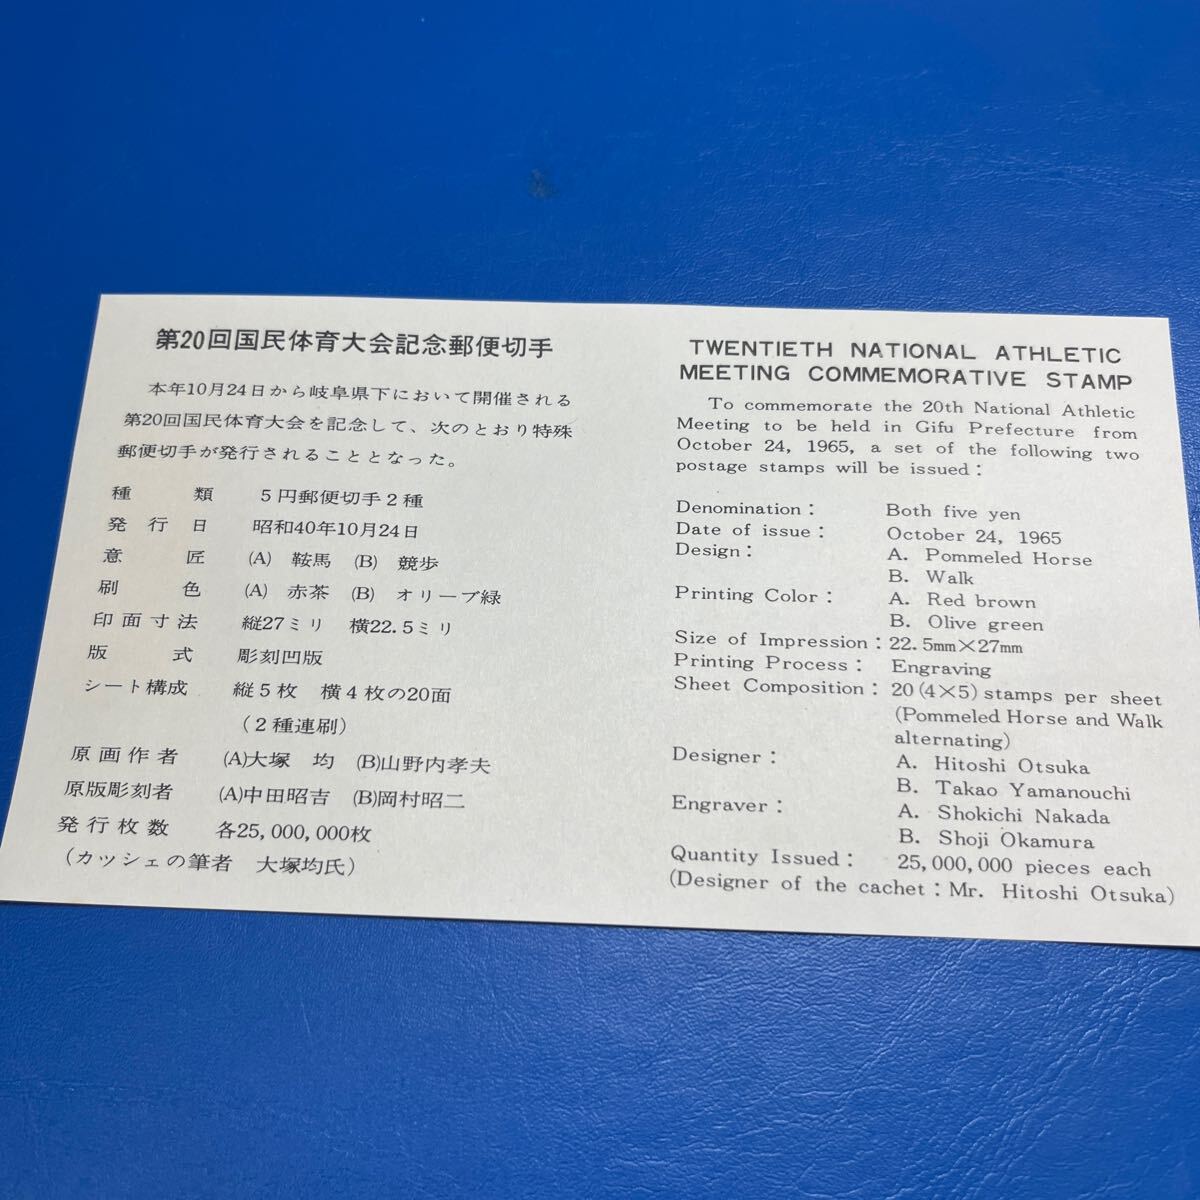 第20回国民体育大会記念郵便切手
本年10月24日から岐阜県下において開催される
第20回国民体育大会を記念して、次のとおり特殊
郵便切手が発行されることとなった。
種類 5円郵便切手2種
発行日 昭和40年10月24日
意匠 (A) 鞍馬 (B) 競歩
刷色 (A) 赤茶 (B) オリーブ緑
印面寸法 縦27ミリ 横22.5ミリ
版式 彫刻凹版
シート構成 縦5枚 横4枚の20面
(2種連刷)
原画作者 (A)大塚 均 (B)山野内孝夫
原版彫刻者 (A)中田昭吉 (B)岡村昭二
発行枚数 各25,000,000枚
(カッシェの筆者 大塚均氏)
TWENTIETH NATIONAL ATHLETIC
MEETING COMMEMORATIVE STAMP
To commemorate the 20th National Athletic
Meeting to be held in Gifu Prefecture from
October 24, 1965, a set of the following two
postage stamps will be issued:
Denomination: Both five yen
Date of issue: October 24, 1965
Design: A. Pommeled Horse
B. Walk
Printing Color: A. Red brown
B. Olive green
Size of Impression: 22.5mm×27mm
Printing Process: Engraving
Sheet Composition: 20(4×5) stamps per sheet
(Pommeled Horse and Walk
alternating)
Designer: A. Hitoshi Otsuka
B. Takao Yamanouchi
Engraver: A. Shokichi Nakada
B. Shoji Okamura
Quantity Issued: 25,000,000 pieces each
(Designer of the cachet: Mr. Hitoshi Otsuka)